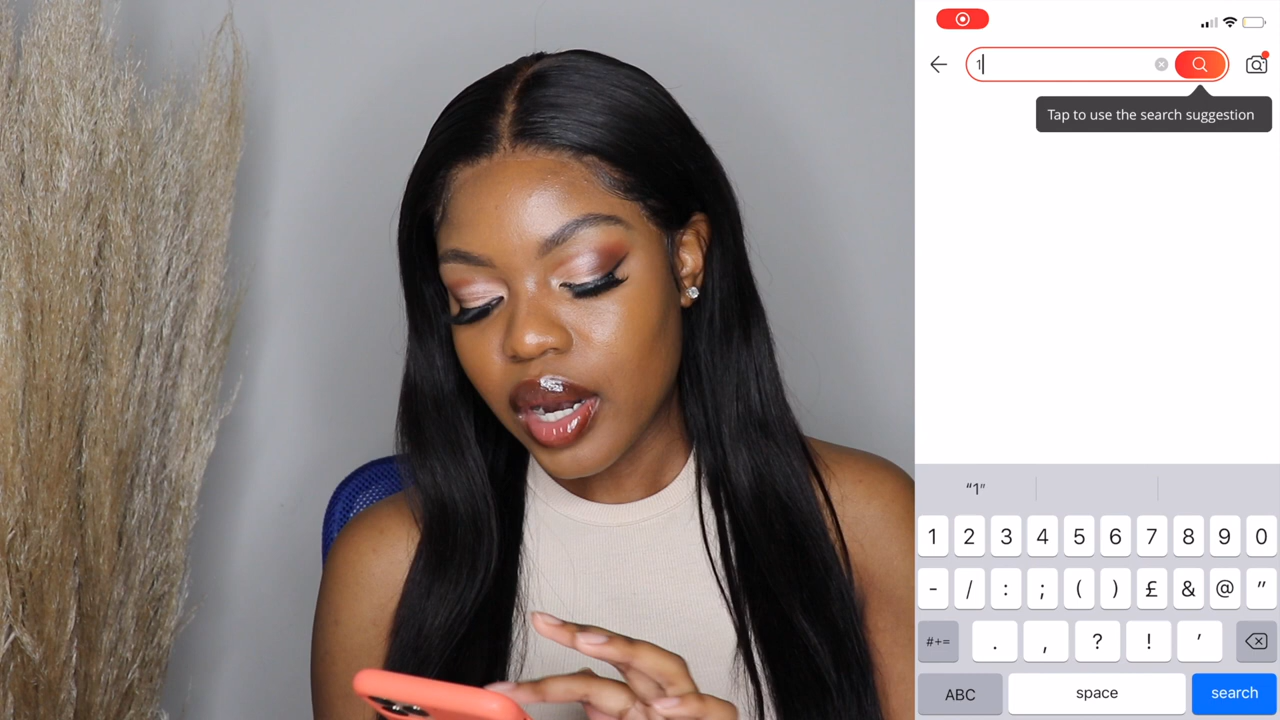 1
Tap to use the search suggestion
“1”
1 2 3 4 5 6 7 8 9 0
- / : ; ( ) £ & @ "
#+= . , ? ! '
ABC space search